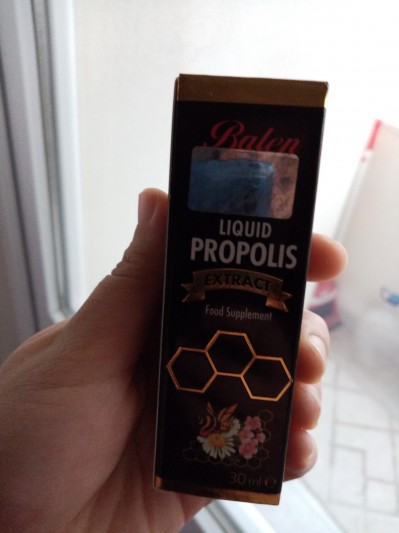 Balen
LIQUID
PROPOLIS
EXTRACT
Food Supplement
30 ml ℮